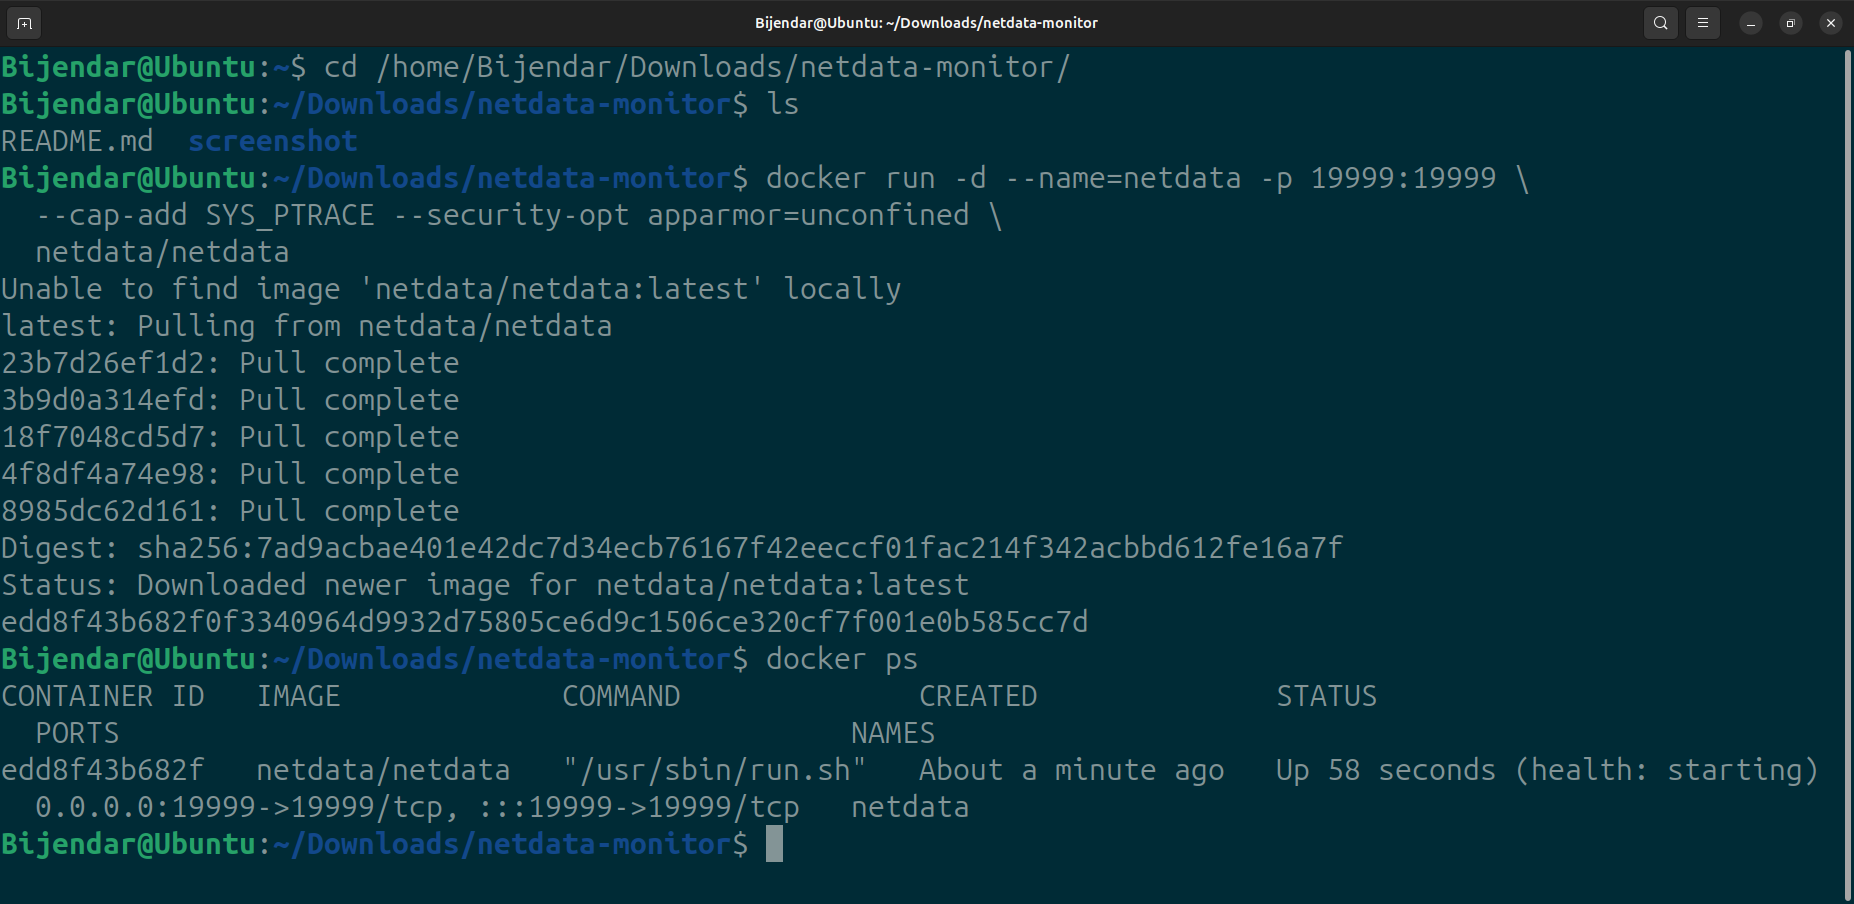 Bijendar@Ubuntu: ~/Downloads/netdata-monitor
Bijendar@Ubuntu:~$ cd /home/Bijendar/Downloads/netdata-monitor/
Bijendar@Ubuntu:~/Downloads/netdata-monitor$ ls
README.md  screenshot
Bijendar@Ubuntu:~/Downloads/netdata-monitor$ docker run -d --name=netdata -p 19999:19999 \
  --cap-add SYS_PTRACE --security-opt apparmor=unconfined \
  netdata/netdata
Unable to find image 'netdata/netdata:latest' locally
latest: Pulling from netdata/netdata
23b7d26ef1d2: Pull complete
3b9d0a314efd: Pull complete
18f7048cd5d7: Pull complete
4f8df4a74e98: Pull complete
8985dc62d161: Pull complete
Digest: sha256:7ad9acbae401e42dc7d34ecb76167f42eeccf01fac214f342acbbd612fe16a7f
Status: Downloaded newer image for netdata/netdata:latest
edd8f43b682f0f3340964d9932d75805ce6d9c1506ce320cf7f001e0b585cc7d
Bijendar@Ubuntu:~/Downloads/netdata-monitor$ docker ps
CONTAINER ID   IMAGE             COMMAND              CREATED              STATUS
  PORTS                                           NAMES
edd8f43b682f   netdata/netdata   "/usr/sbin/run.sh"   About a minute ago   Up 58 seconds (health: starting)
  0.0.0.0:19999->19999/tcp, :::19999->19999/tcp   netdata
Bijendar@Ubuntu:~/Downloads/netdata-monitor$